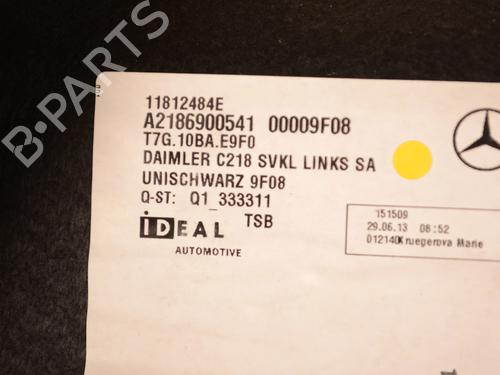 11812484E
A2186900541 00009F08
T7G.10BA.E9F0
DAIMLER C218 SVKL LINKS SA
UNISCHWARZ 9F08
Q-ST: Q1_333311
TSB
iDEAL
AUTOMOTIVE
151509
29.06.13 08:52
012140 Kruegerova Marie
B-PARTS